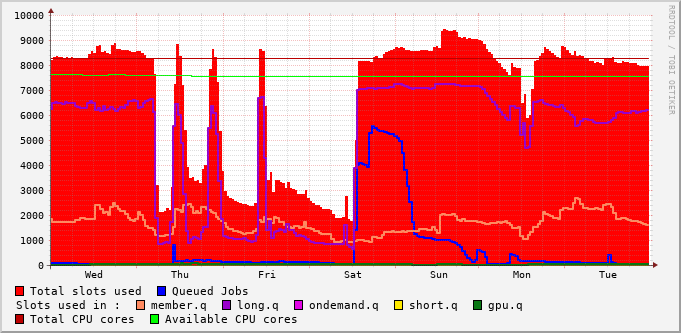 RRDTOOL / TOBI OETIKER
10000
9000
8000
7000
6000
5000
4000
3000
2000
1000
0
Wed Thu Fri Sat Sun Mon Tue
Total slots used Queued Jobs
Slots used in : member.q long.q ondemand.q short.q gpu.q
Total CPU cores Available CPU cores